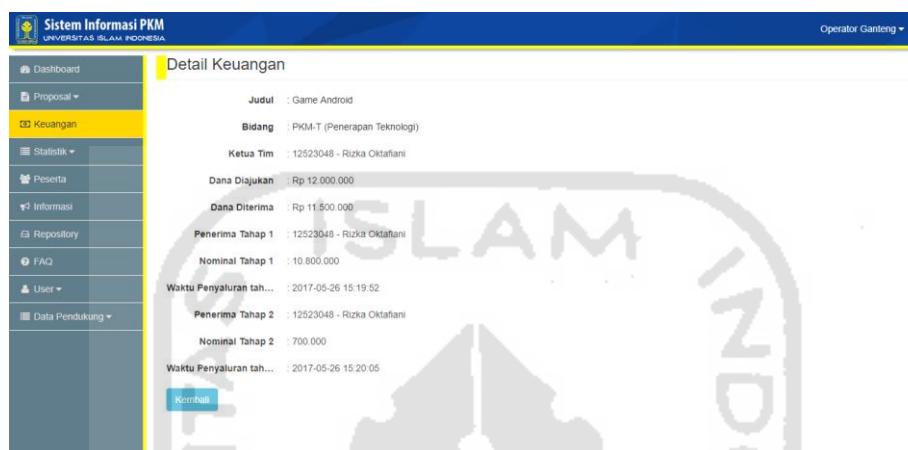 Sistem Informasi PKM
UNIVERSITAS ISLAM INDONESIA
Operator Ganteng
Dashboard
Proposal
Keuangan
Statistik
Peserta
Informasi
Repository
FAQ
User
Data Pendukung
Detail Keuangan
Judul : Game Android
Bidang : PKM-T (Penerapan Teknologi)
Ketua Tim : 12523048 - Rizka Oktafiani
Dana Diajukan : Rp 12.000.000
Dana Diterima : Rp 11.500.000
Penerima Tahap 1 : 12523048 - Rizka Oktafiani
Nominal Tahap 1 : 10.800.000
Waktu Penyaluran tah... : 2017-05-26 15:19:52
Penerima Tahap 2 : 12523048 - Rizka Oktafiani
Nominal Tahap 2 : 700.000
Waktu Penyaluran tah... : 2017-05-26 15:20:05
Kembali
ISLAM